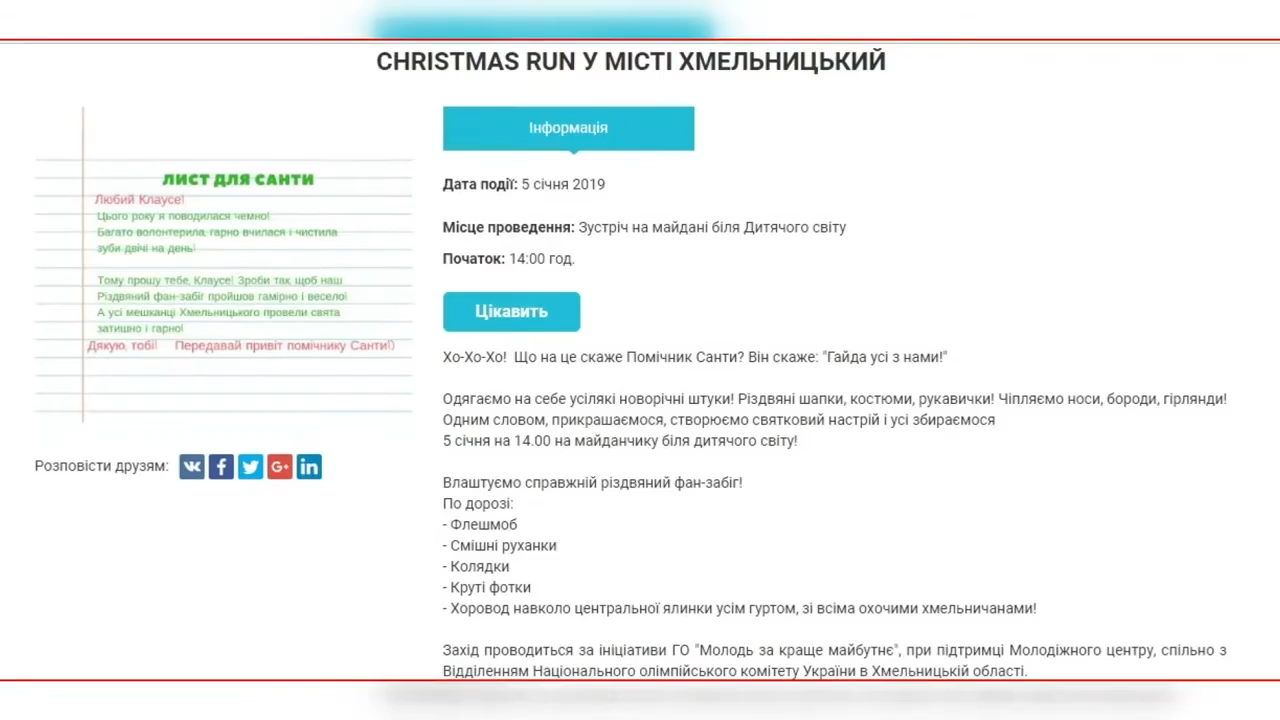 CHRISTMAS RUN У МІСТІ ХМЕЛЬНИЦЬКИЙ
ЛИСТ ДЛЯ САНТИ
Любий Клаусе!
Цього року я поводилася чемно!
Багато волонтерила, гарно вчилася і чистила
зуби двічі на день!
Тому прошу тебе, Клаусе! Зроби так, щоб наш
Різдвяний фан-забіг пройшов гамірно і весело!
А усі мешканці Хмельницького провели свята
затишно і гарно!
Дякую, тобі! Передавай привіт помічнику Санти!)
Розповісти друзям:
Інформація
Дата події: 5 січня 2019
Місце проведення: Зустріч на майдані біля Дитячого світу
Початок: 14:00 год.
Цікавить
Хо-Хо-Хо! Що на це скаже Помічник Санти? Він скаже: "Гайда усі з нами!"
Одягаємо на себе усілякі новорічні штуки! Різдвяні шапки, костюми, рукавички! Чіпляємо носи, бороди, гірлянди!
Одним словом, прикрашаємося, створюємо святковий настрій і усі збираємося
5 січня на 14.00 на майданчику біля дитячого світу!
Влаштуємо справжній різдвяний фан-забіг!
По дорозі:
- Флешмоб
- Смішні руханки
- Колядки
- Круті фотки
- Хоровод навколо центральної ялинки усім гуртом, зі всіма охочими хмельничанами!
Захід проводиться за ініціативи ГО "Молодь за краще майбутнє", при підтримці Молодіжного центру, спільно з
Відділенням Національного олімпійського комітету України в Хмельницькій області.